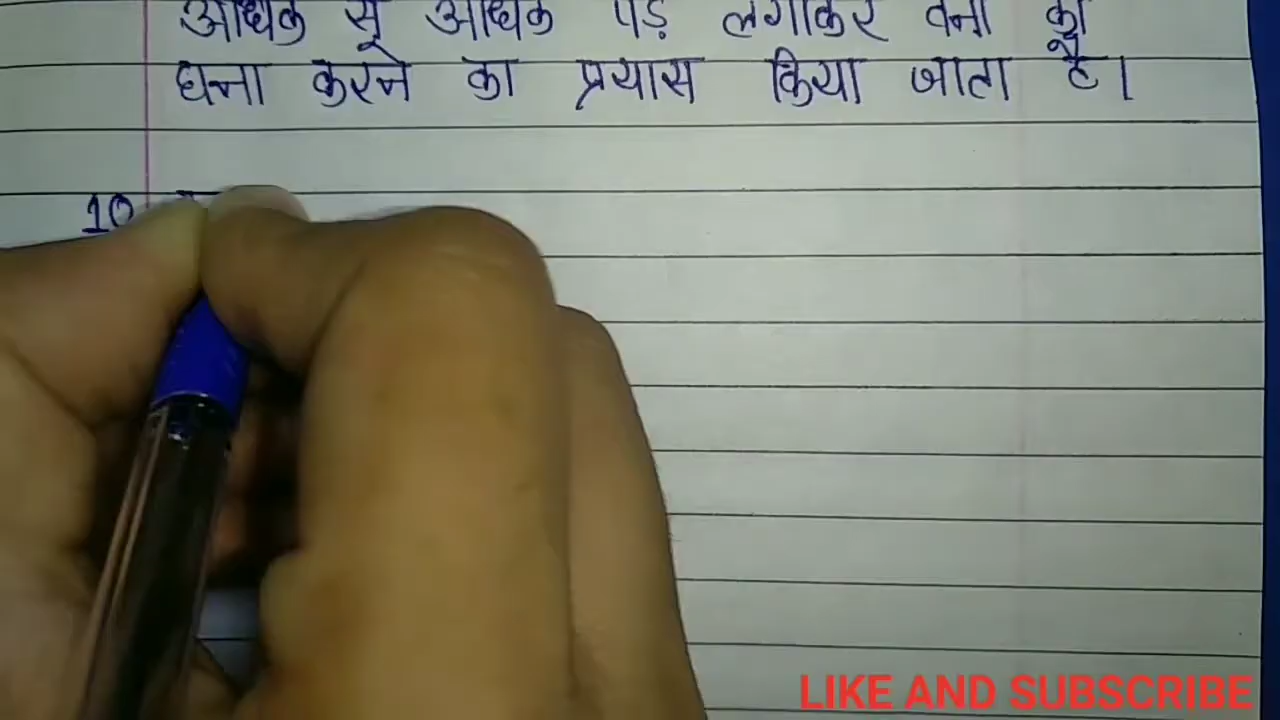 अधिक से अधिक पेड़ लगाकर वनों को
घना करने का प्रयास किया जाता है।
10
LIKE AND SUBSCRIBE